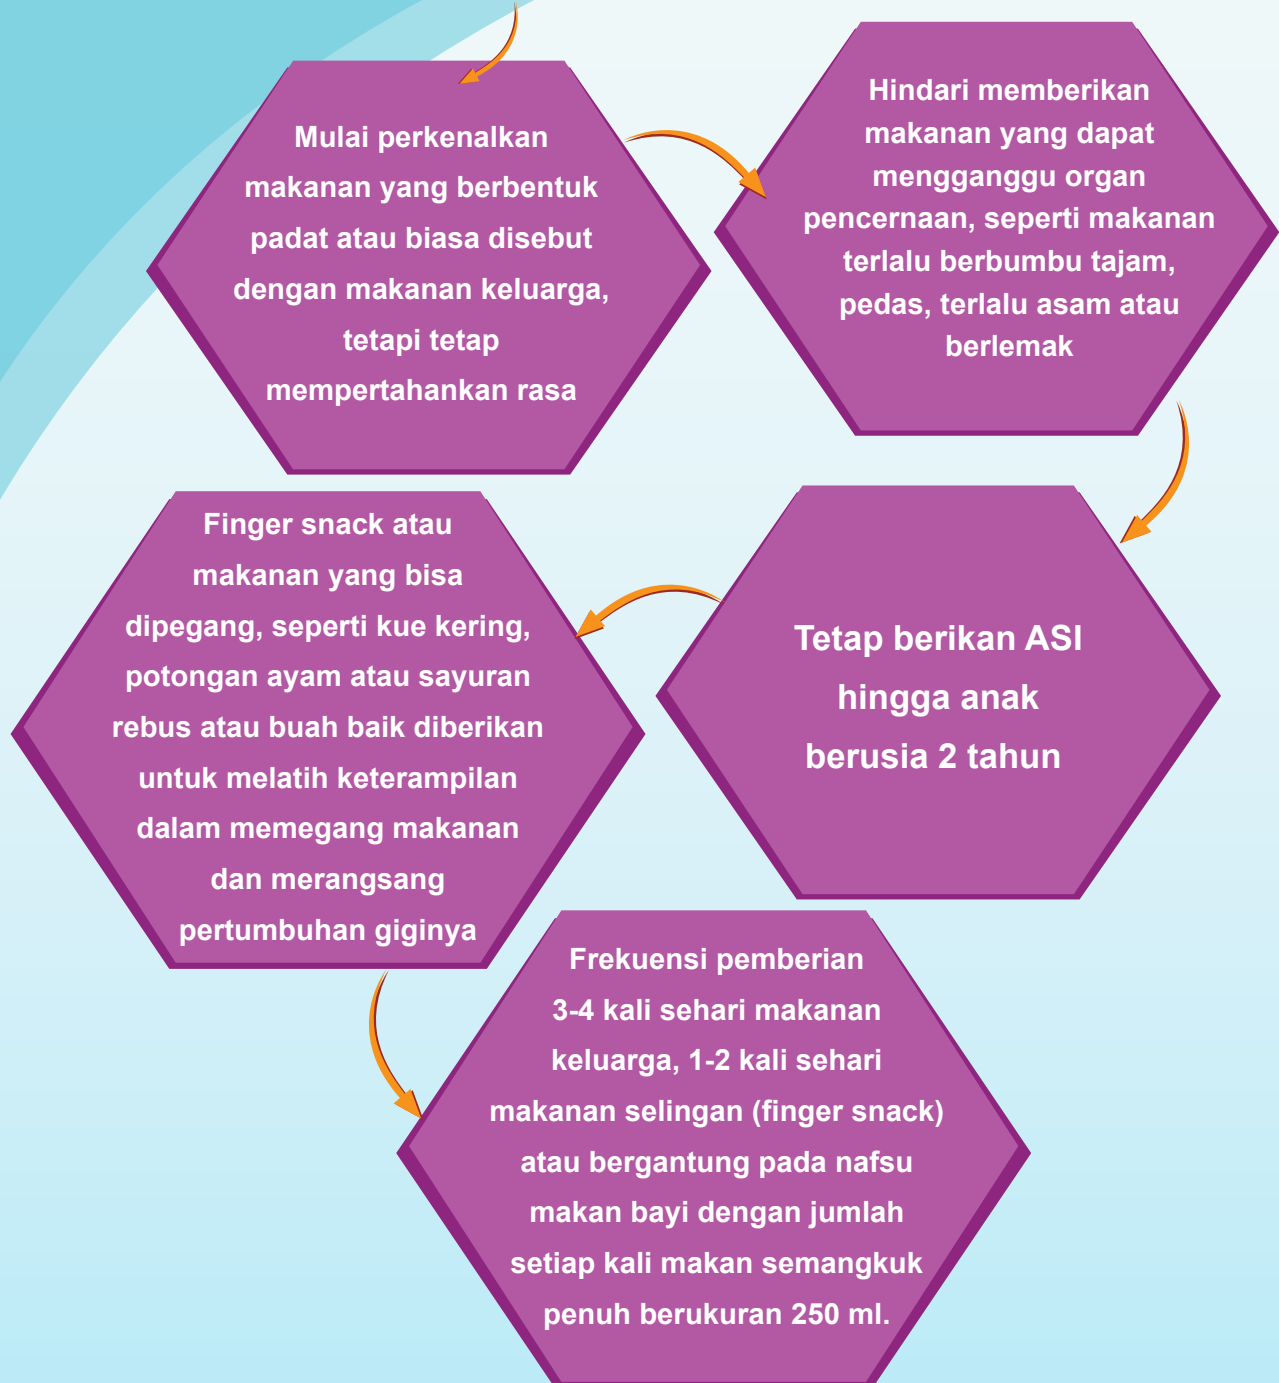 Mulai perkenalkan
makanan yang berbentuk
padat atau biasa disebut
dengan makanan keluarga,
tetapi tetap
mempertahankan rasa
Hindari memberikan
makanan yang dapat
mengganggu organ
pencernaan, seperti makanan
terlalu berbumbu tajam,
pedas, terlalu asam atau
berlemak
Tetap berikan ASI
hingga anak
berusia 2 tahun
Finger snack atau
makanan yang bisa
dipegang, seperti kue kering,
potongan ayam atau sayuran
rebus atau buah baik diberikan
untuk melatih keterampilan
dalam memegang makanan
dan merangsang
pertumbuhan giginya
Frekuensi pemberian
3-4 kali sehari makanan
keluarga, 1-2 kali sehari
makanan selingan (finger snack)
atau bergantung pada nafsu
makan bayi dengan jumlah
setiap kali makan semangkuk
penuh berukuran 250 ml.